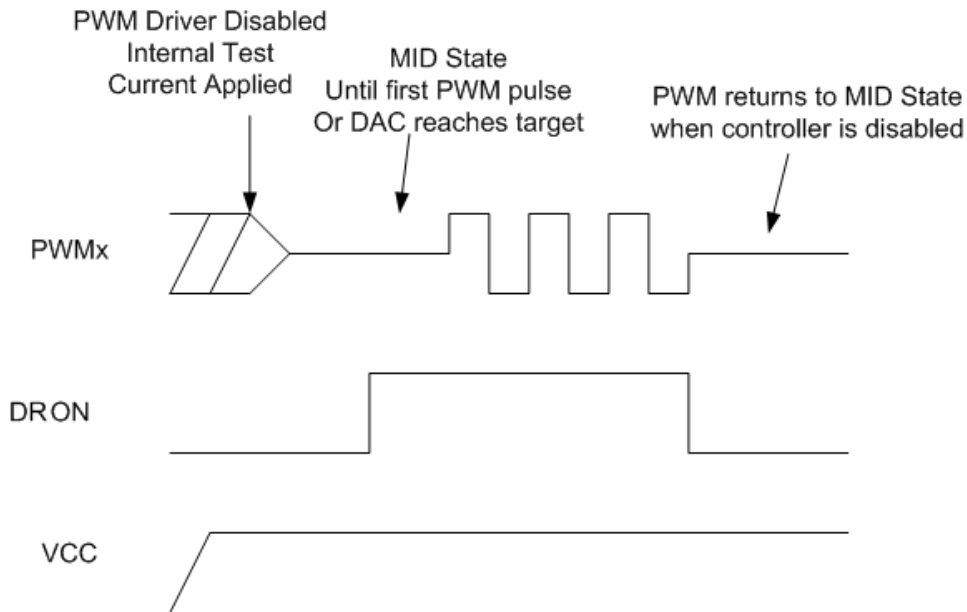 PWM Driver Disabled
Internal Test
Current Applied
MID State
Until first PWM pulse
Or DAC reaches target
PWM returns to MID State
when controller is disabled
PWMx
DRON
VCC